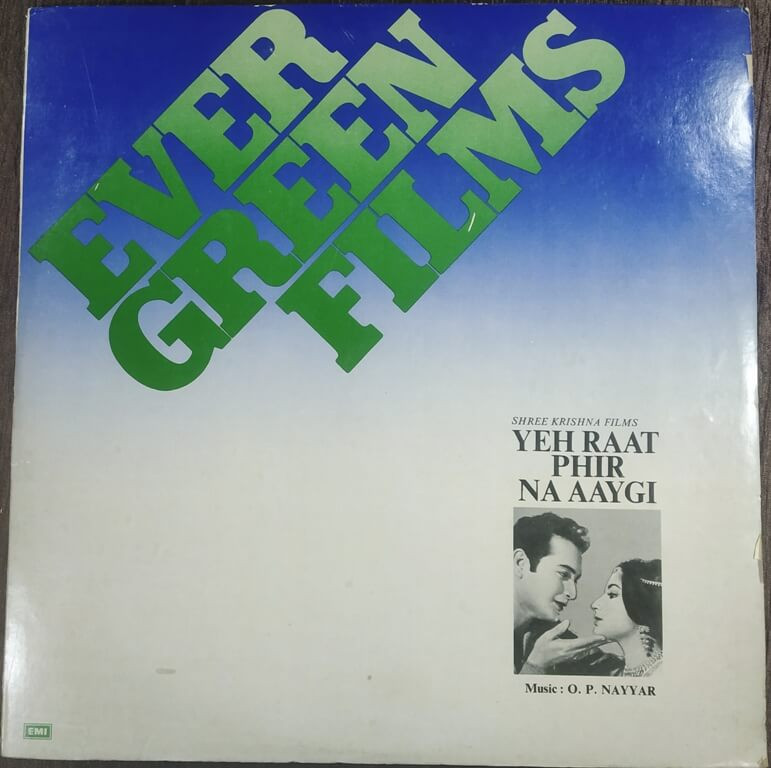 EVER
GREEN
FILMS
SHREE KRISHNA FILMS
YEH RAAT
PHIR
NA AAYGI
Music : O. P. NAYYAR
EMI